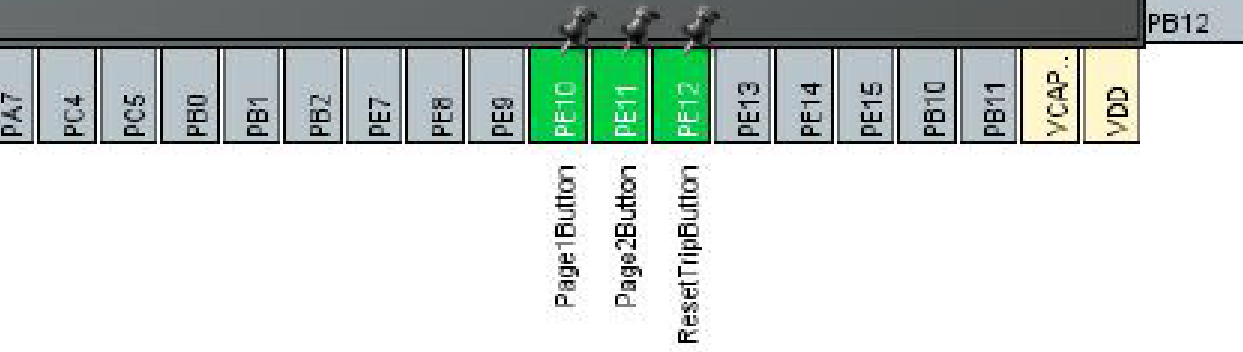 PB12
PA7
PC4
PC5
PB0
PB1
PB2
PE7
PE8
PE9
PE10
PE11
PE12
PE13
PE14
PE15
PB10
PB11
VCAP..
VDD
Page1Button
Page2Button
ResetTripButton